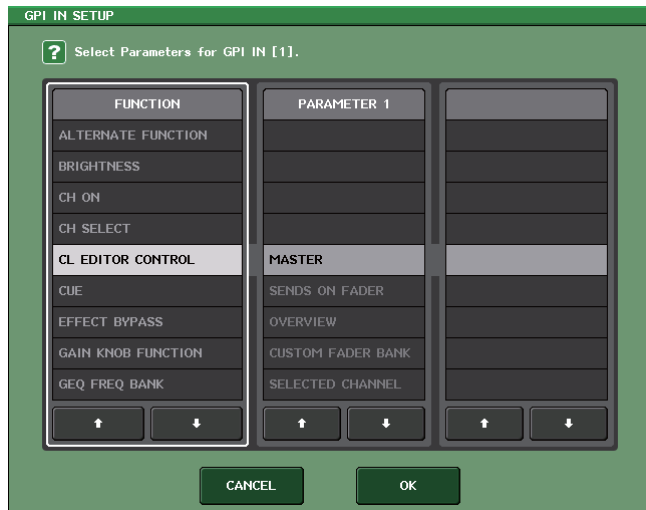 GPI IN SETUP
? Select Parameters for GPI IN [1].
FUNCTION
ALTERNATE FUNCTION
BRIGHTNESS
CH ON
CH SELECT
CL EDITOR CONTROL
CUE
EFFECT BYPASS
GAIN KNOB FUNCTION
GEQ FREQ BANK
PARAMETER 1
MASTER
SENDS ON FADER
OVERVIEW
CUSTOM FADER BANK
SELECTED CHANNEL
CANCEL
OK